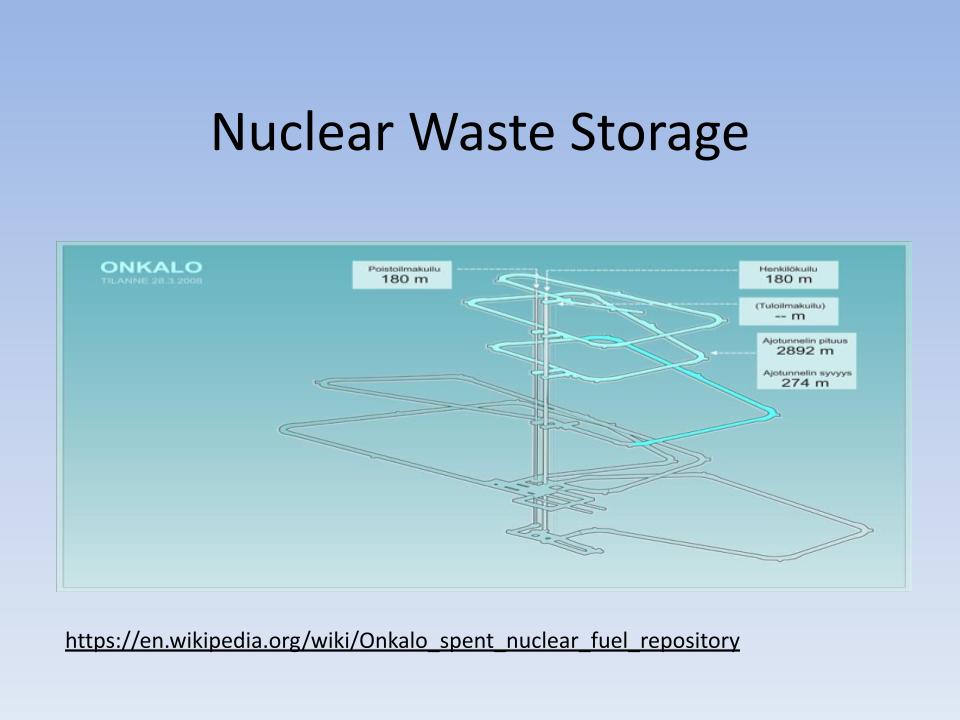 Nuclear Waste Storage
ONKALO
TILANNE 28.3.2008
Poistoilmakuilu
180 m
Henkilökuilu
180 m
(Tuloilmakuilu)
-- m
Ajotunnelin pituus
2892 m
Ajotunnelin syvyys
274 m
https://en.wikipedia.org/wiki/Onkalo_spent_nuclear_fuel_repository